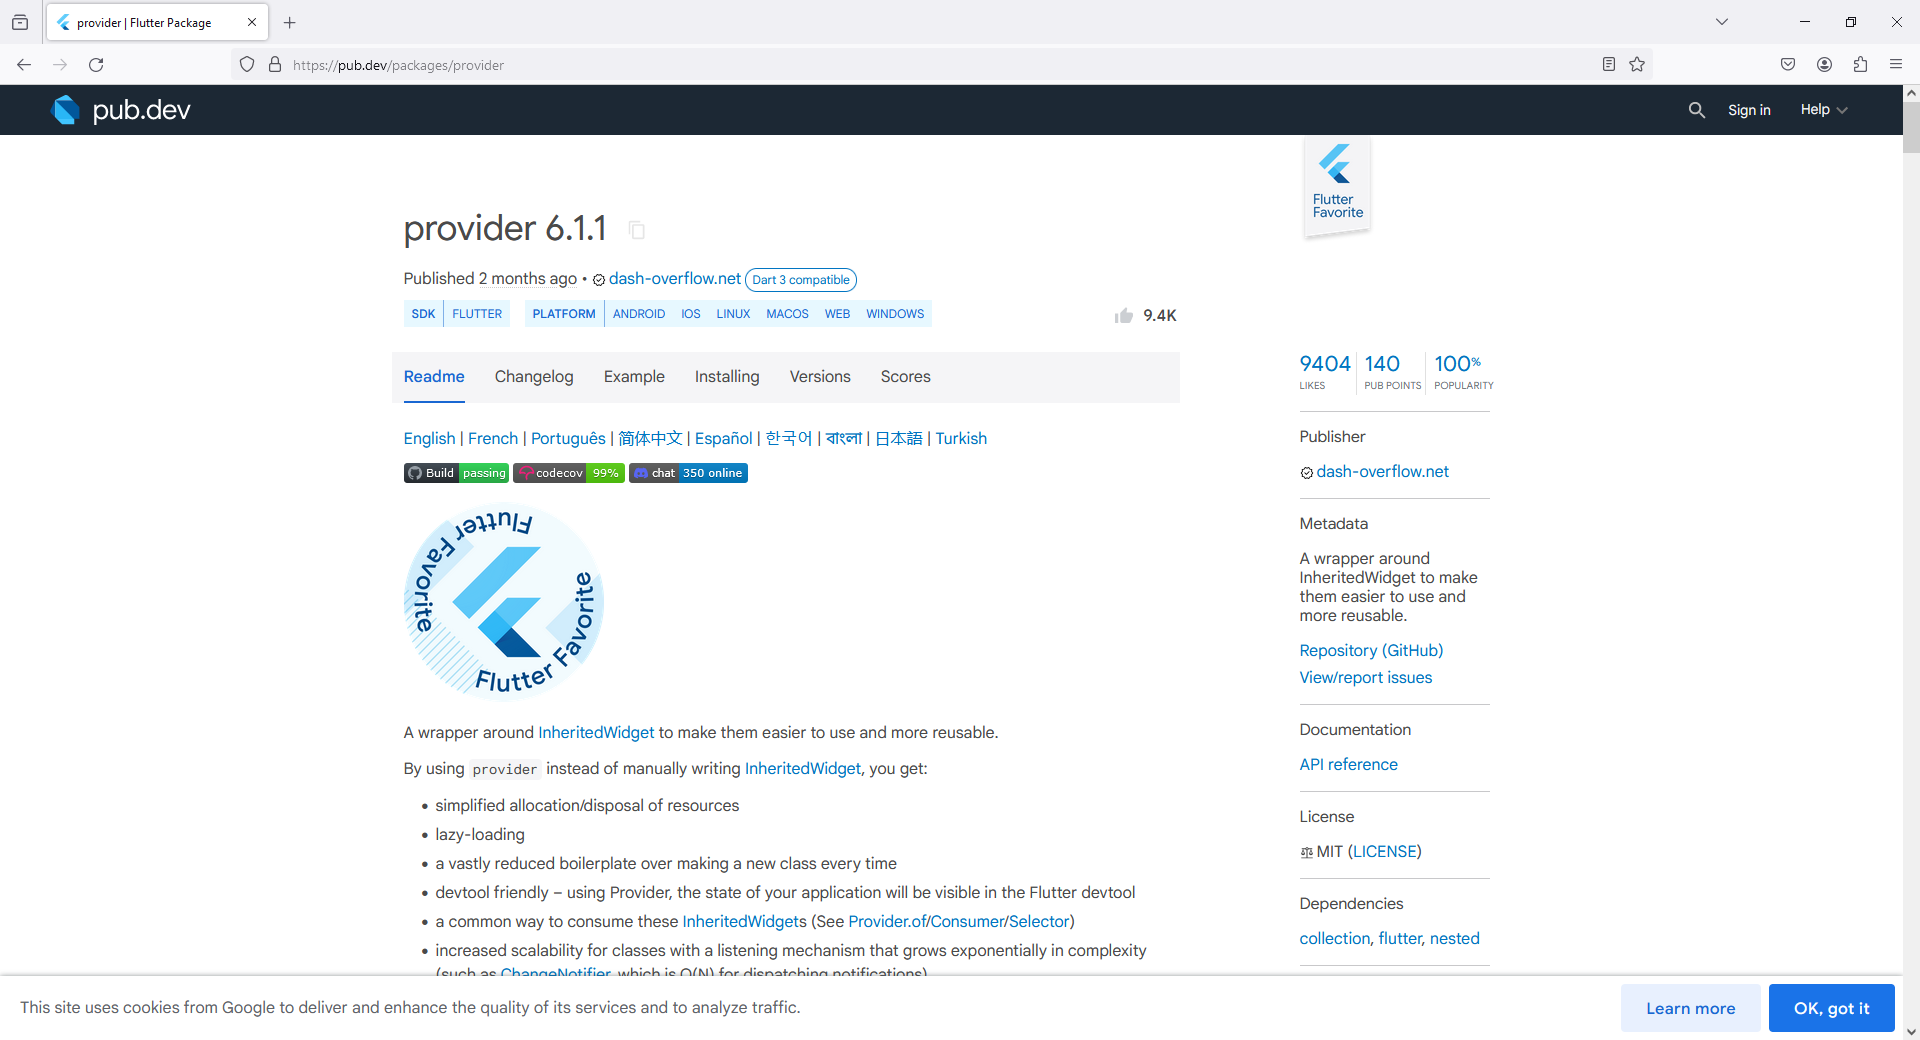 provider | Flutter Package
https://pub.dev/packages/provider
pub.dev
Sign in
Help
Flutter
Favorite
provider 6.1.1
Published 2 months ago • dash-overflow.net Dart 3 compatible
SDK FLUTTER PLATFORM ANDROID IOS LINUX MACOS WEB WINDOWS
9.4K
Readme Changelog Example Installing Versions Scores
English | French | Português | 简体中文 | Español | 한국어 | বাংলা | 日本語 | Turkish
Build passing codecov 99% chat 350 online
Flutter Favorite
Flutter Favorite
A wrapper around InheritedWidget to make them easier to use and more reusable.
By using provider instead of manually writing InheritedWidget, you get:
• simplified allocation/disposal of resources
• lazy-loading
• a vastly reduced boilerplate over making a new class every time
• devtool friendly – using Provider, the state of your application will be visible in the Flutter devtool
• a common way to consume these InheritedWidgets (See Provider.of/Consumer/Selector)
• increased scalability for classes with a listening mechanism that grows exponentially in complexity
(such as ChangeNotifier, which is O(N) for dispatching notifications)
9404 140 100%
LIKES PUB POINTS POPULARITY
Publisher
dash-overflow.net
Metadata
A wrapper around
InheritedWidget to make
them easier to use and
more reusable.
Repository (GitHub)
View/report issues
Documentation
API reference
License
MIT (LICENSE)
Dependencies
collection, flutter, nested
This site uses cookies from Google to deliver and enhance the quality of its services and to analyze traffic.
Learn more
OK, got it